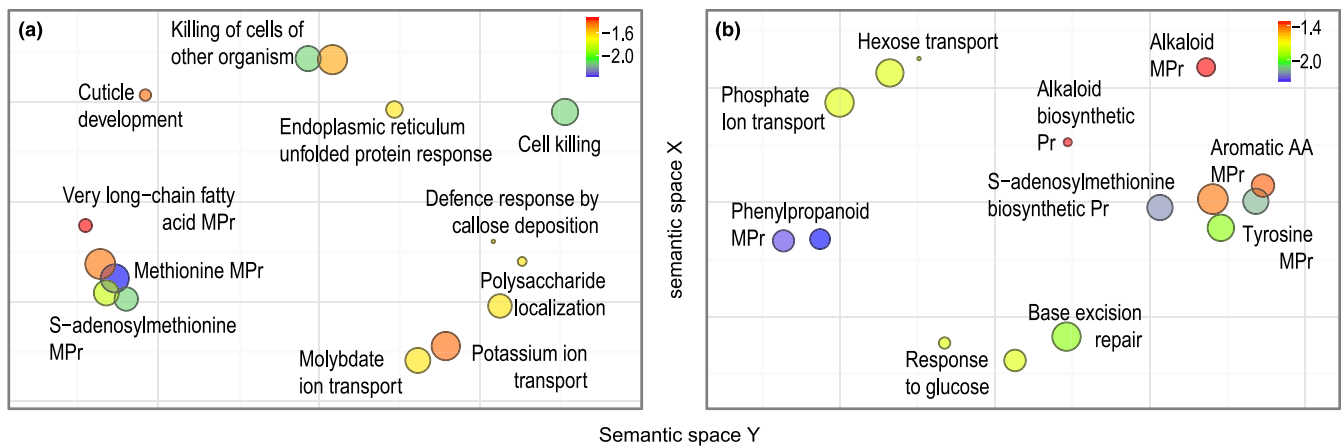 (a)
Killing of cells of
other organism
−1.6
−2.0
Cuticle
development
Endoplasmic reticulum
unfolded protein response
Cell killing
Very long−chain fatty
acid MPr
Defence response by
callose deposition
Methionine MPr
Polysaccharide
localization
S−adenosylmethionine
MPr
Molybdate
ion transport
Potassium ion
transport
semantic space X
(b)
Hexose transport
Alkaloid
MPr
−1.4
−2.0
Phosphate
Ion transport
Alkaloid
biosynthetic
Pr
Aromatic AA
MPr
S−adenosylmethionine
biosynthetic Pr
Phenylpropanoid
MPr
Tyrosine
MPr
Base excision
repair
Response
to glucose
Semantic space Y